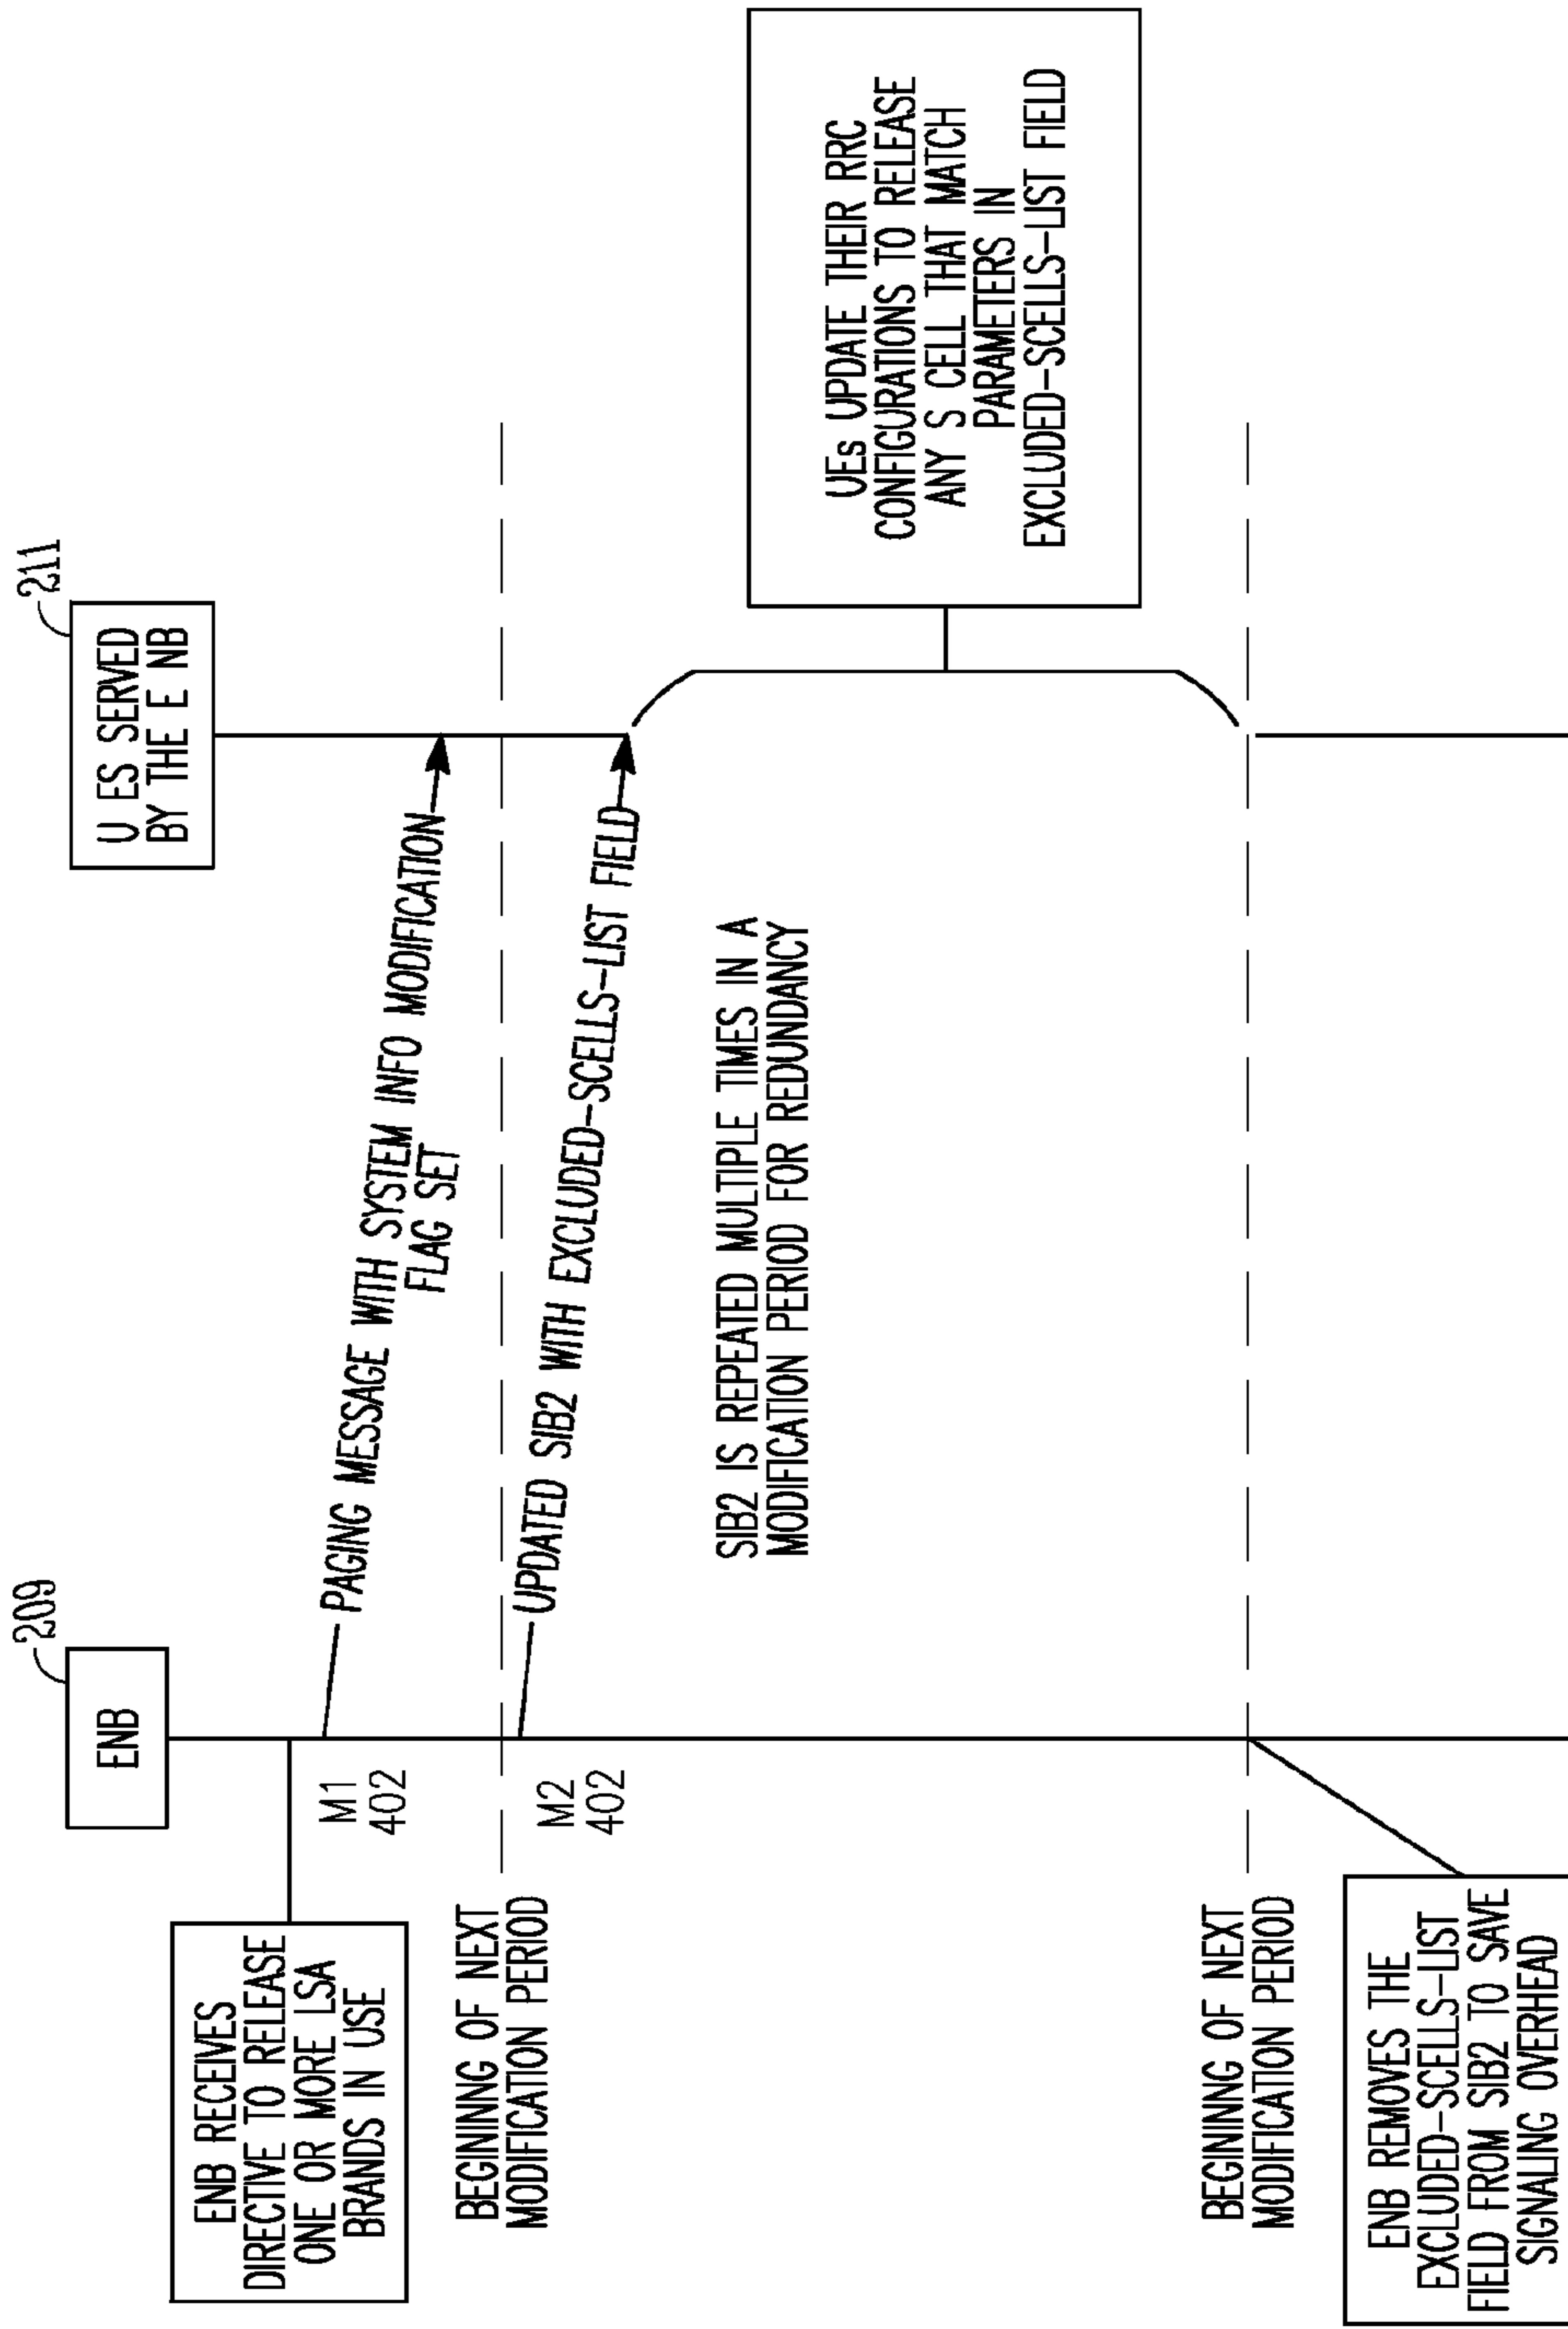 209
ENB
211
U ES SERVED
BY THE E NB
ENB RECEIVES
DIRECTIVE TO RELEASE
ONE OR MORE LSA
BRANDS IN USE
M1
402
PAGING MESSAGE WITH SYSTEM INFO MODIFICATION
FLAG SET
BEGINING OF NEXT
MODIFICATION PERIOD
M2
402
UPDATED SIB2 WITH EXCLUDED-SCELLS-LIST FIELD
SIB2 IS REPEATED MULTIPLE TIMES IN A
MODIFICATION PERIOD FOR REDUNDANCY
UEs UPDATE THEIR RRC
CONFIGURATIONS TO RELEASE
ANY S CELL THAT MATCH
PARAMETERS IN
EXCLUDED-SCELLS-LIST FIELD
BEGINING OF NEXT
MODIFICATION PERIOD
ENB REMOVES THE
EXCLUDED-SCELLS-LIST
FIELD FROM SIB2 TO SAVE
SIGNALING OVERHEAD